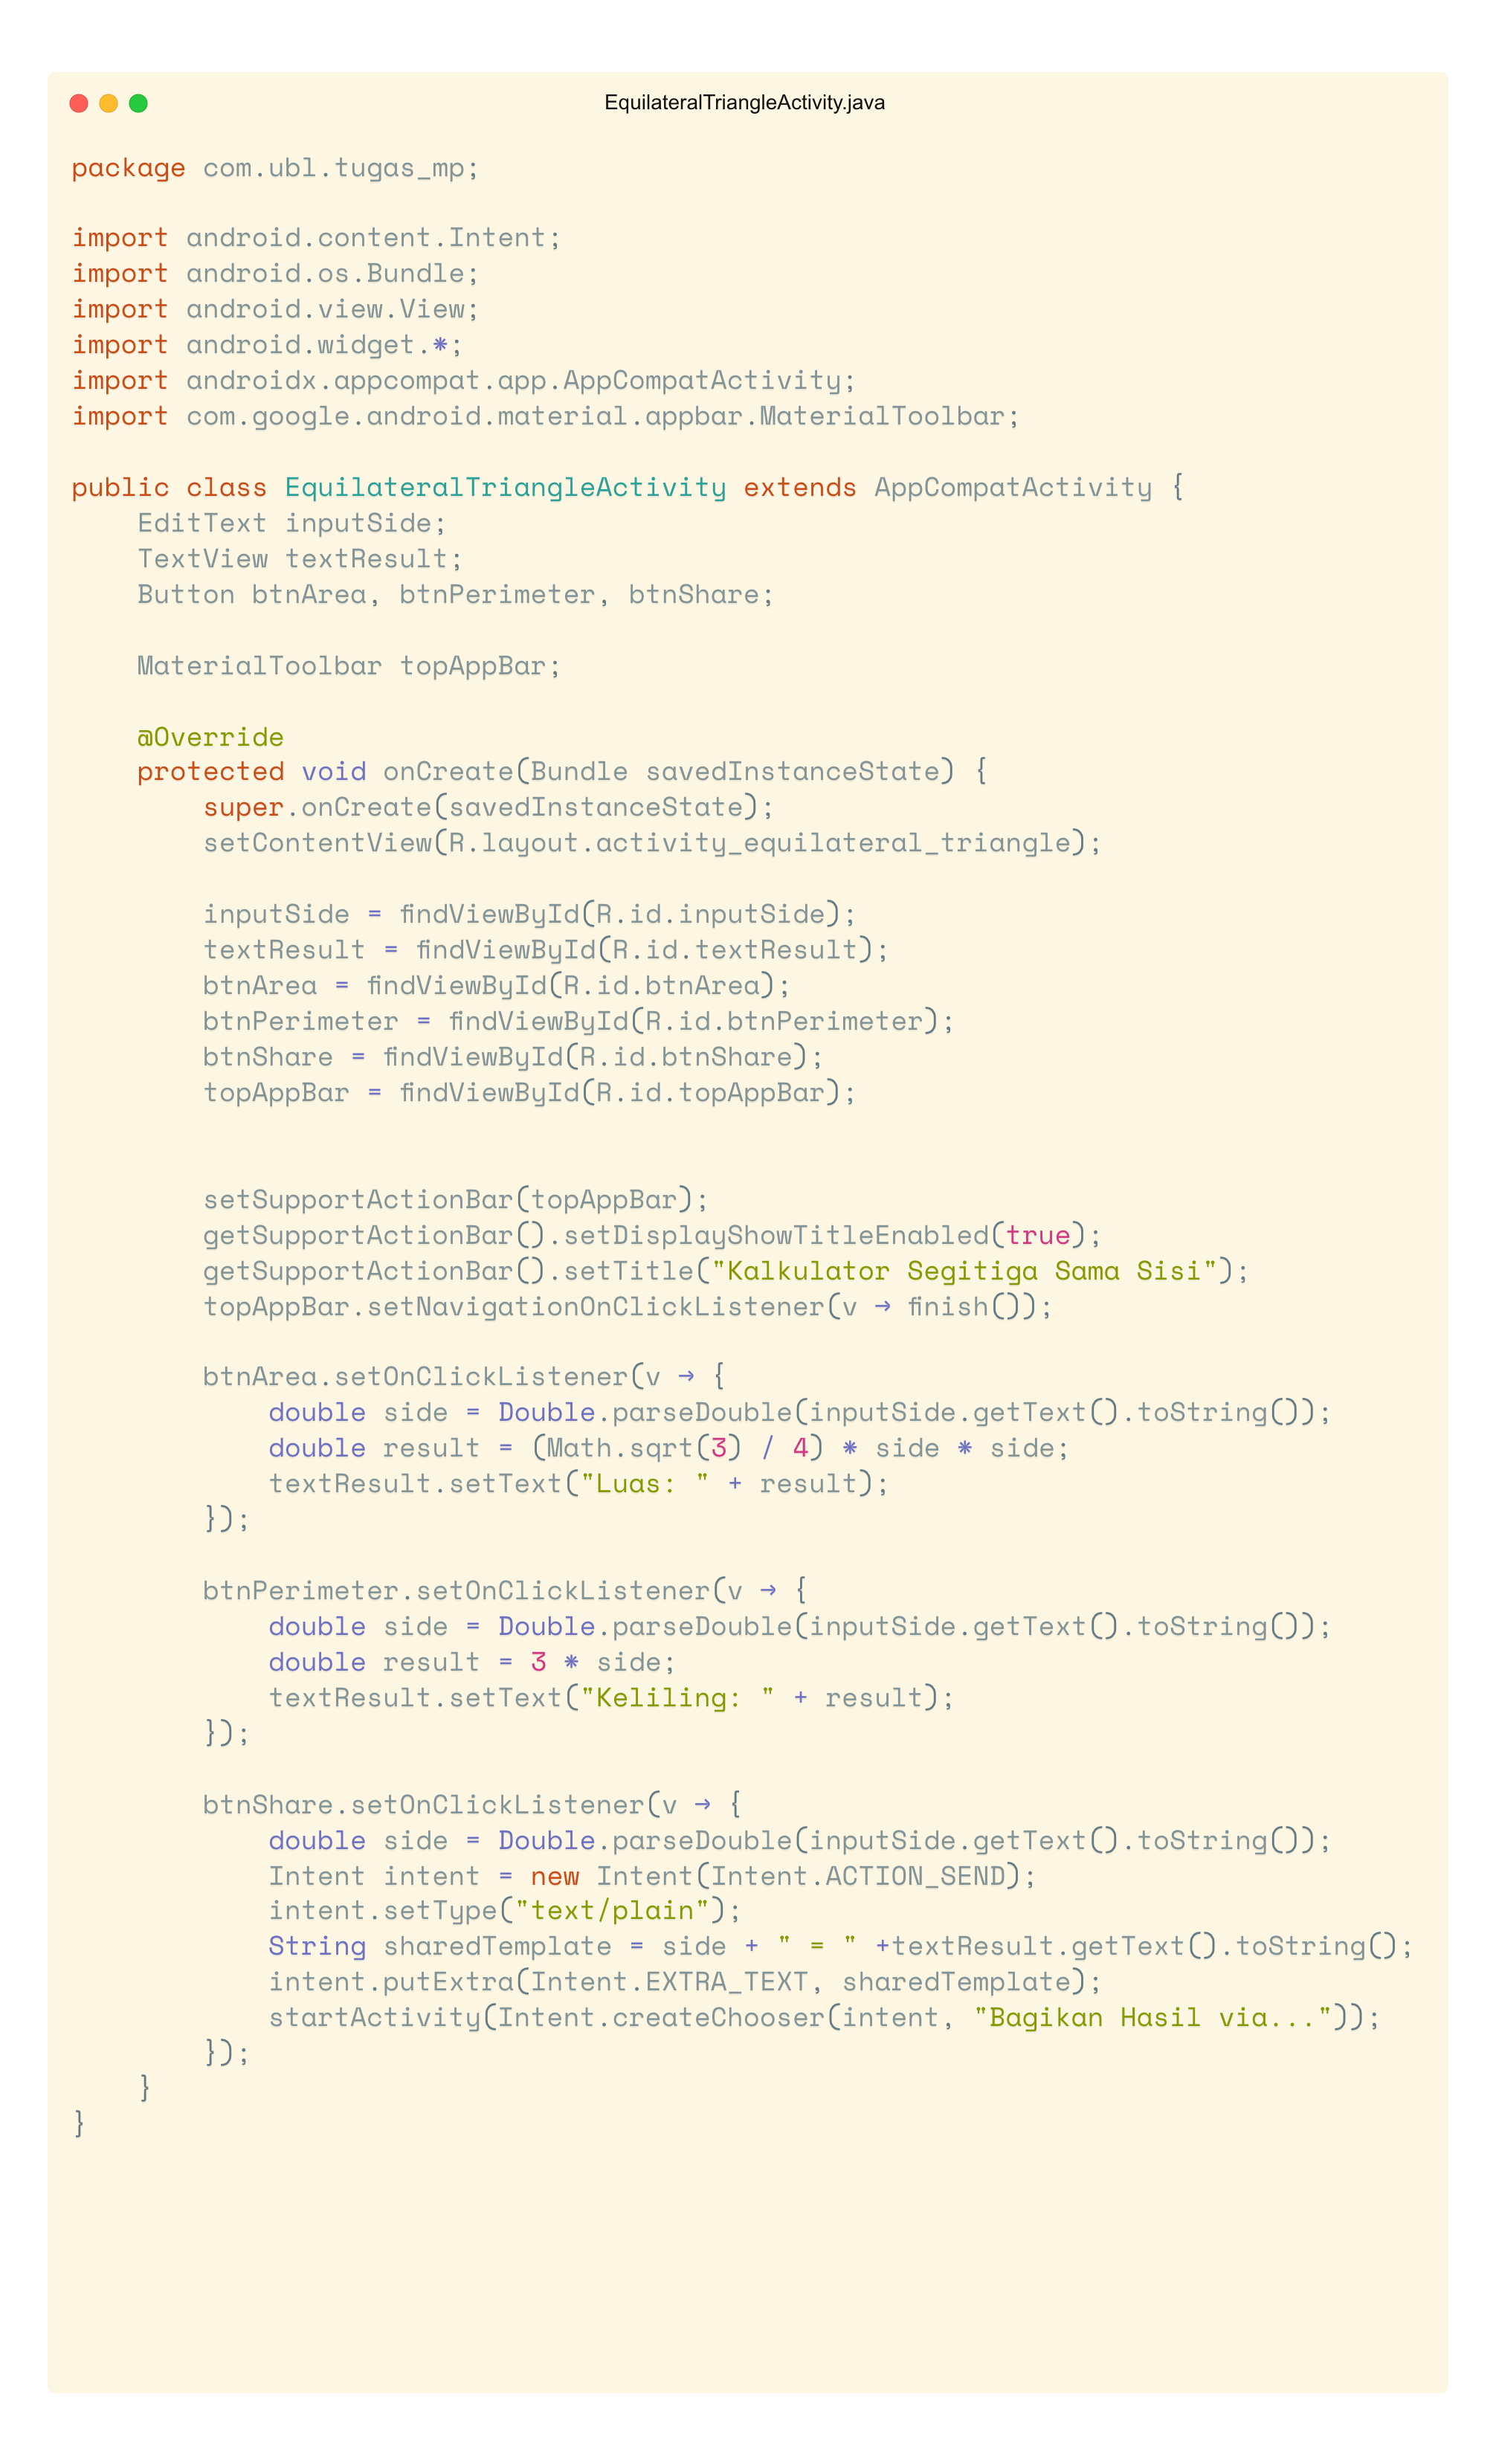 EquilateralTriangleActivity.java
package com.ubl.tugas_mp;

import android.content.Intent;
import android.os.Bundle;
import android.view.View;
import android.widget.*;
import androidx.appcompat.app.AppCompatActivity;
import com.google.android.material.appbar.MaterialToolbar;

public class EquilateralTriangleActivity extends AppCompatActivity {
    EditText inputSide;
    TextView textResult;
    Button btnArea, btnPerimeter, btnShare;

    MaterialToolbar topAppBar;

    @Override
    protected void onCreate(Bundle savedInstanceState) {
        super.onCreate(savedInstanceState);
        setContentView(R.layout.activity_equilateral_triangle);

        inputSide = findViewById(R.id.inputSide);
        textResult = findViewById(R.id.textResult);
        btnArea = findViewById(R.id.btnArea);
        btnPerimeter = findViewById(R.id.btnPerimeter);
        btnShare = findViewById(R.id.btnShare);
        topAppBar = findViewById(R.id.topAppBar);


        setSupportActionBar(topAppBar);
        getSupportActionBar().setDisplayShowTitleEnabled(true);
        getSupportActionBar().setTitle("Kalkulator Segitiga Sama Sisi");
        topAppBar.setNavigationOnClickListener(v → finish());

        btnArea.setOnClickListener(v → {
            double side = Double.parseDouble(inputSide.getText().toString());
            double result = (Math.sqrt(3) / 4) * side * side;
            textResult.setText("Luas: " + result);
        });

        btnPerimeter.setOnClickListener(v → {
            double side = Double.parseDouble(inputSide.getText().toString());
            double result = 3 * side;
            textResult.setText("Keliling: " + result);
        });

        btnShare.setOnClickListener(v → {
            double side = Double.parseDouble(inputSide.getText().toString());
            Intent intent = new Intent(Intent.ACTION_SEND);
            intent.setType("text/plain");
            String sharedTemplate = side + " = " +textResult.getText().toString();
            intent.putExtra(Intent.EXTRA_TEXT, sharedTemplate);
            startActivity(Intent.createChooser(intent, "Bagikan Hasil via..."));
        });
    }
}